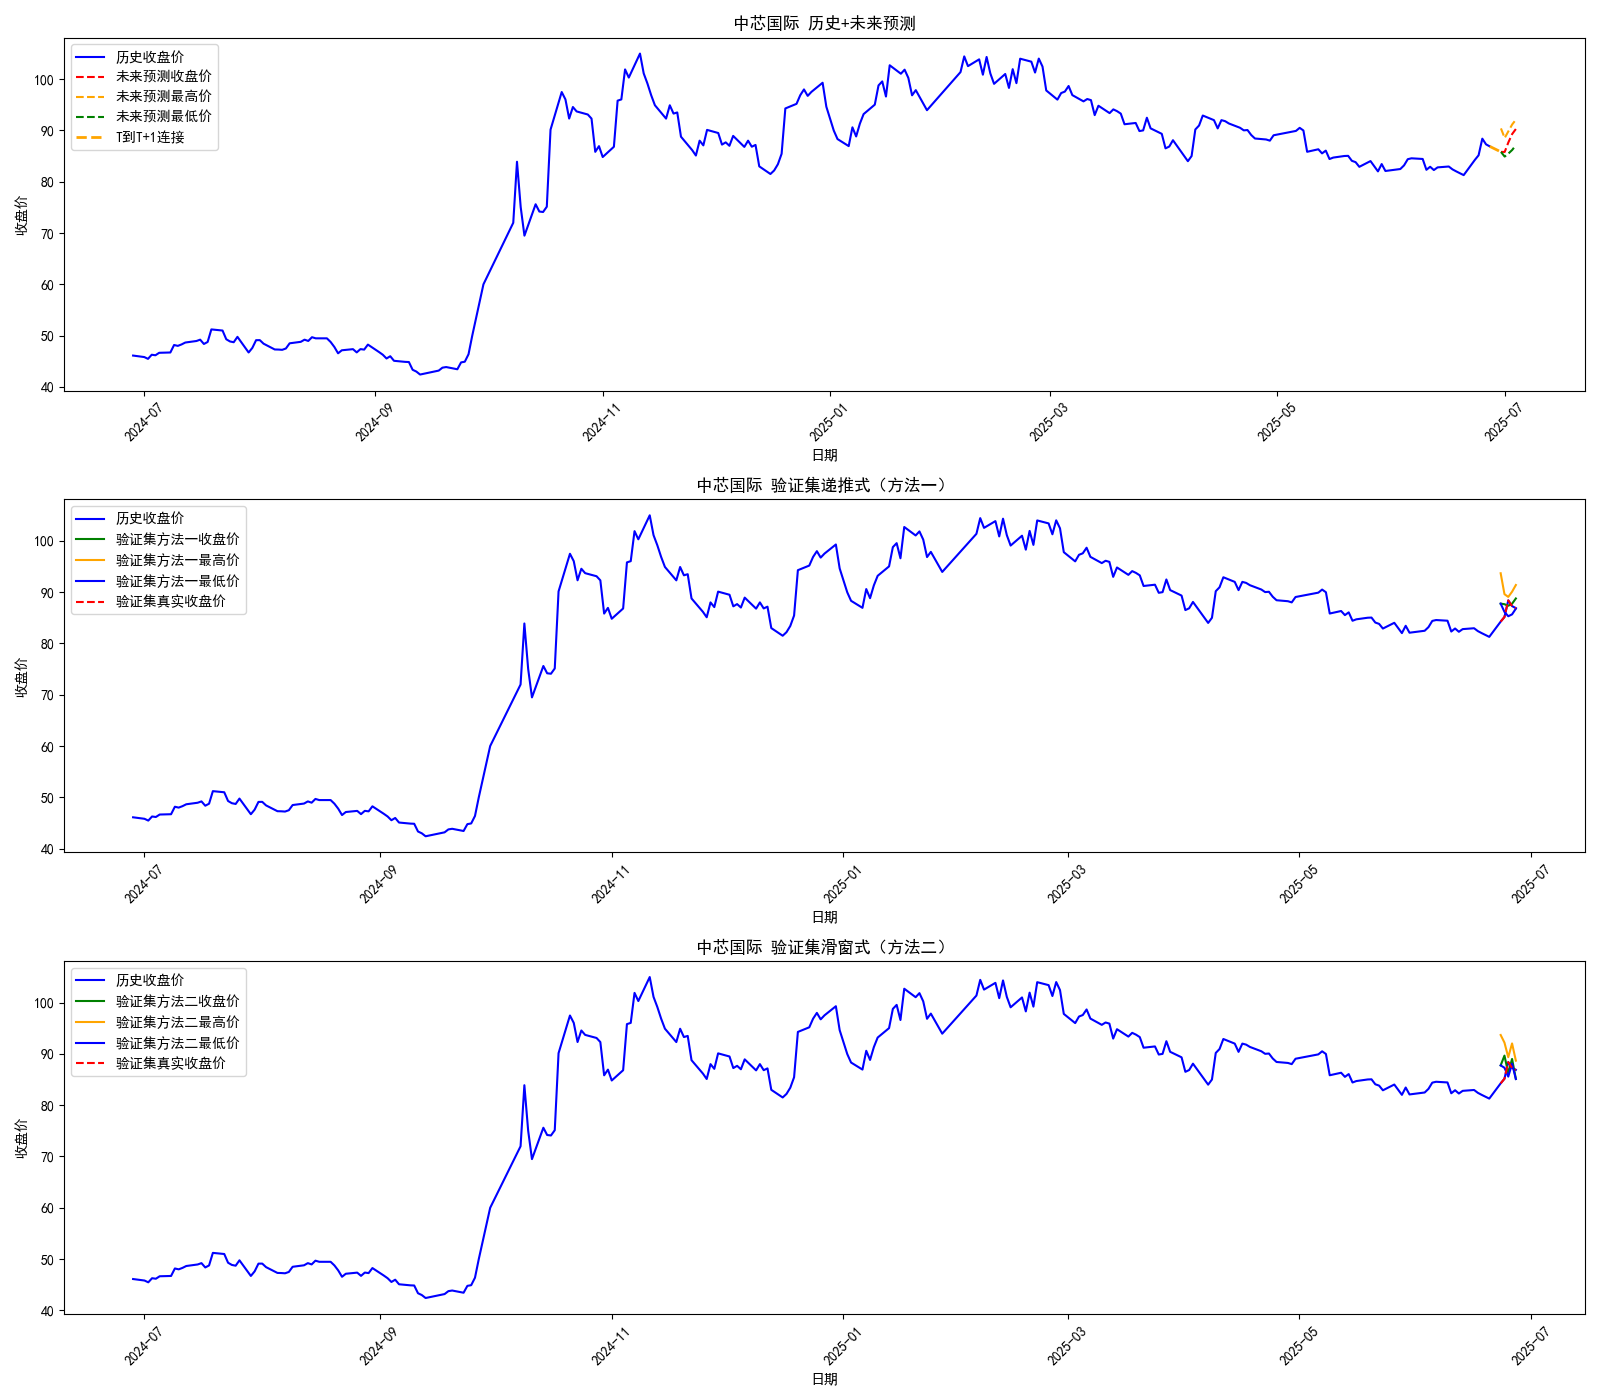 中芯国际 历史+未来预测
历史收盘价
未来预测收盘价
未来预测最高价
未来预测最低价
T到T+1连接
收盘价
100
90
80
70
60
50
40
2024-07
2024-09
2024-11
2025-01
2025-03
2025-05
2025-07
日期
中芯国际 验证集递推式（方法一）
历史收盘价
验证集方法一收盘价
验证集方法一最高价
验证集方法一最低价
验证集真实收盘价
收盘价
100
90
80
70
60
50
40
2024-07
2024-09
2024-11
2025-01
2025-03
2025-05
2025-07
日期
中芯国际 验证集滑窗式（方法二）
历史收盘价
验证集方法二收盘价
验证集方法二最高价
验证集方法二最低价
验证集真实收盘价
收盘价
100
90
80
70
60
50
40
2024-07
2024-09
2024-11
2025-01
2025-03
2025-05
2025-07
日期